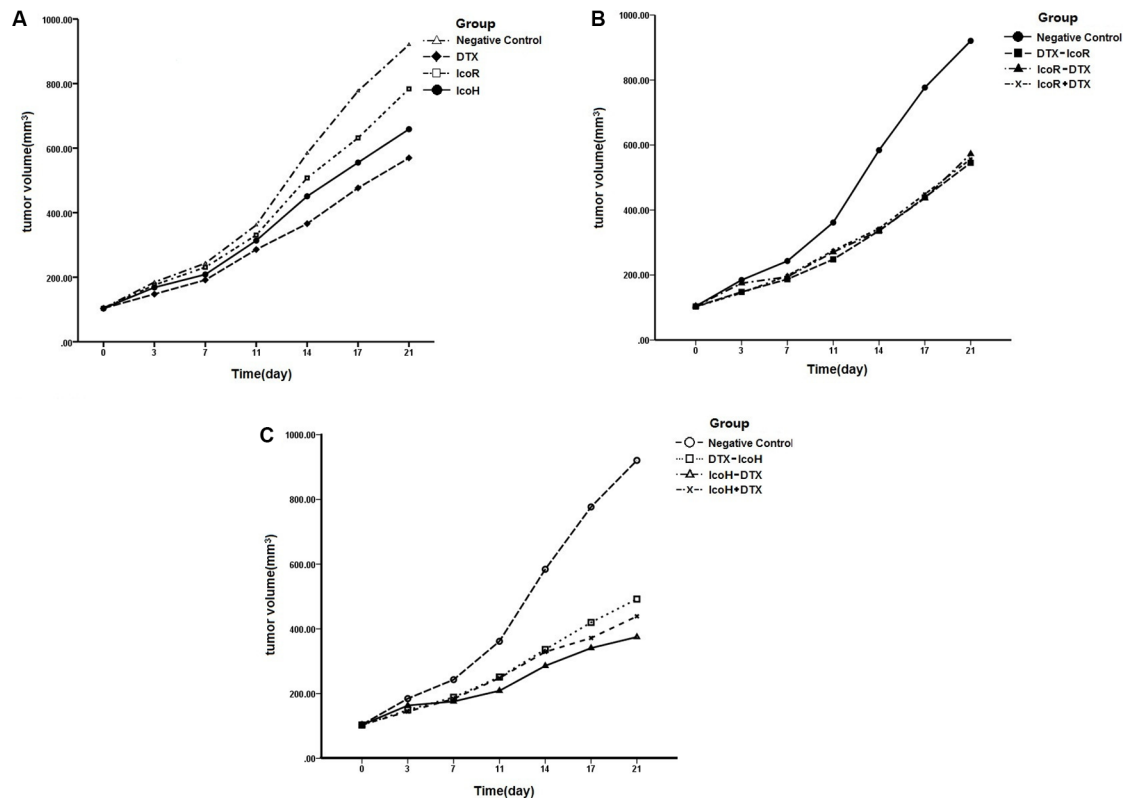 A
Group
Negative Control
DTX
IcoR
IcoH
1000.00
800.00
600.00
400.00
200.00
.00
tumor volume(mm³)
0 3 7 11 14 17 21
Time(day)
B
Group
Negative Control
DTX-IcoR
IcoR-DTX
IcoR+DTX
1000.00
800.00
600.00
400.00
200.00
.00
tumor volume(mm³)
0 3 7 11 14 17 21
Time(day)
C
Group
Negative Control
DTX-IcoH
IcoH-DTX
IcoH+DTX
1000.00
800.00
600.00
400.00
200.00
.00
tumor volume(mm³)
0 3 7 11 14 17 21
Time(day)